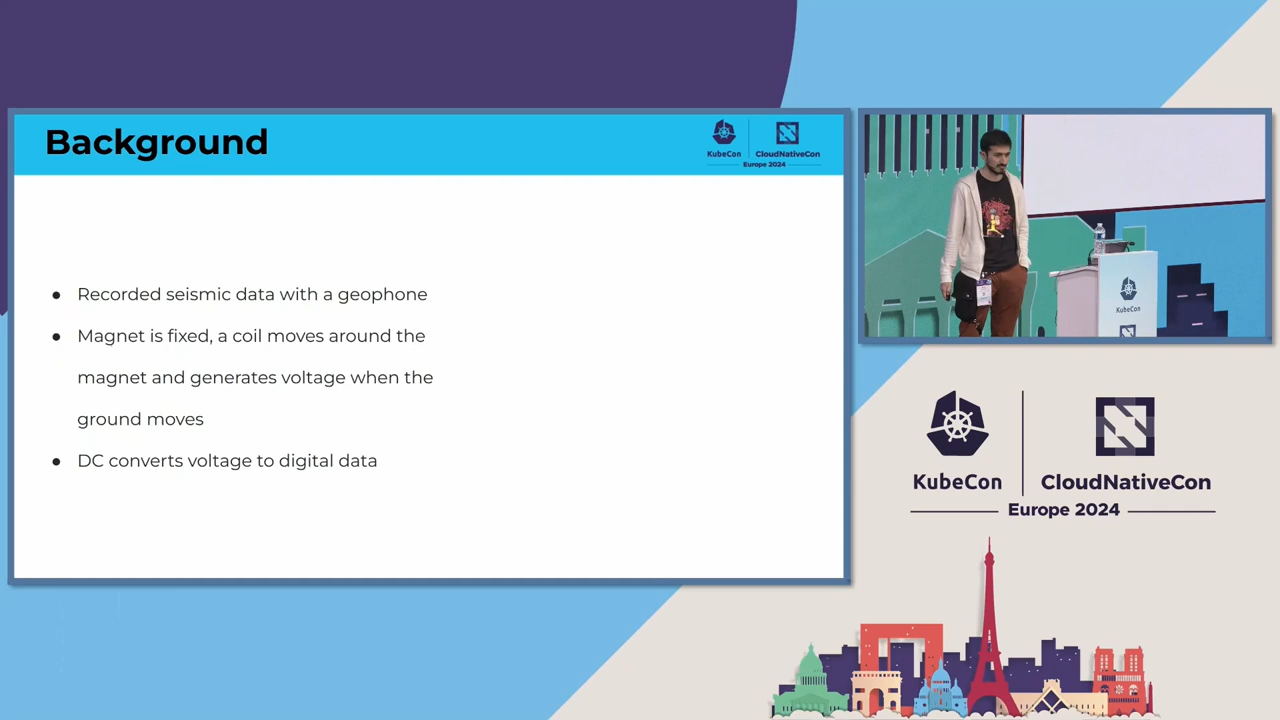 Background
KubeCon
CloudNativeCon
Europe 2024
● Recorded seismic data with a geophone
● Magnet is fixed, a coil moves around the
magnet and generates voltage when the
ground moves
● DC converts voltage to digital data
KubeCon
KubeCon
CloudNativeCon
Europe 2024